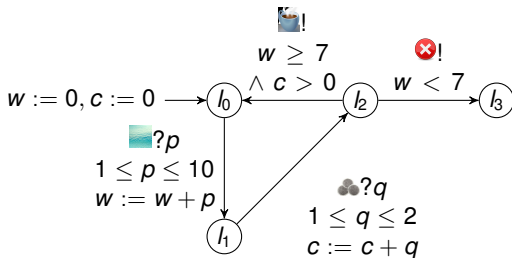 !
w ≥ 7
∧ c > 0
!
w < 7
w := 0, c := 0
l0
l2
l3
?p
1 ≤ p ≤ 10
w := w + p
l1
?q
1 ≤ q ≤ 2
c := c + q